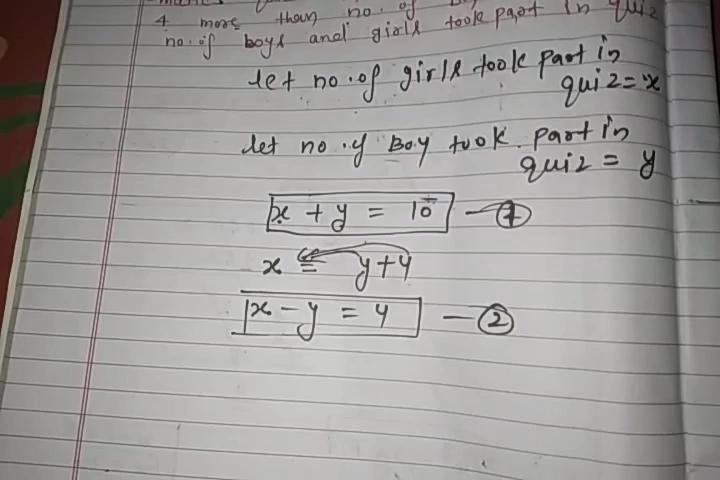 4 more than no. of
no. of boys and girls took part in quiz
let no. of girls took part in
quiz = x
let no. of Boy took part in
quiz = y
x + y = 10 — 1
x = y + 4
x - y = 4 — 2